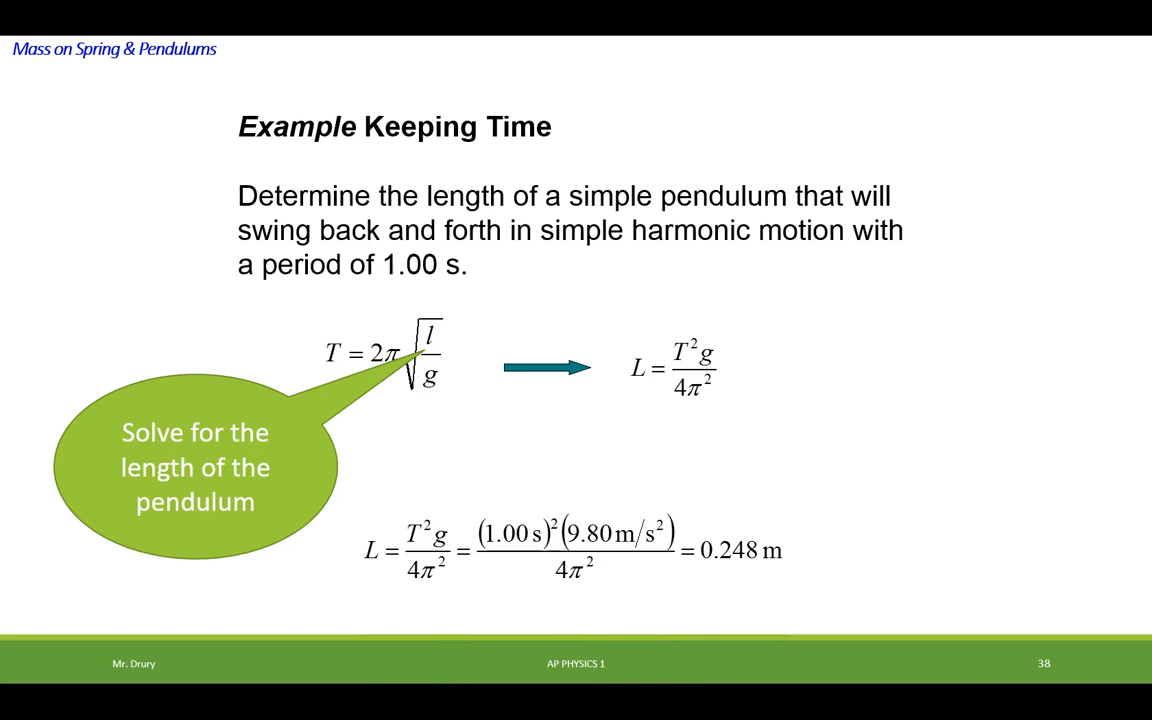 Mass on Spring & Pendulums
Example Keeping Time
Determine the length of a simple pendulum that will
swing back and forth in simple harmonic motion with
a period of 1.00 s.
T = 2π√(l/g)
L = T²g/4π²
Solve for the
length of the
pendulum
L = T²g/4π² = (1.00 s)²(9.80 m/s²)/4π² = 0.248 m
Mr. Drury
AP PHYSICS 1
38